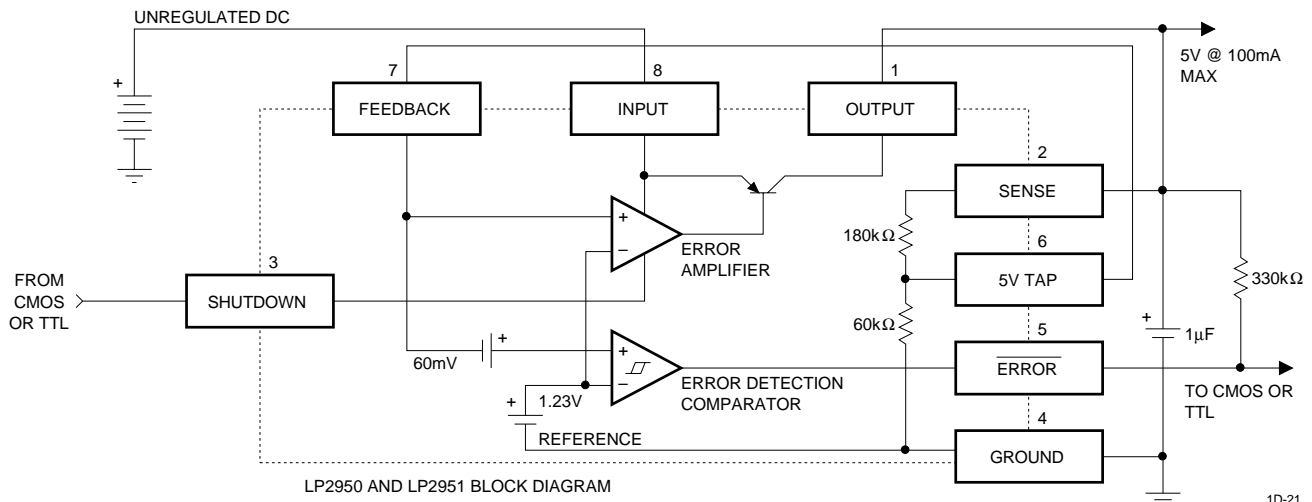 UNREGULATED DC
7
8
1
5V @ 100mA
MAX
+
FEEDBACK
INPUT
OUTPUT
2
SENSE
+
−
180kΩ
ERROR
AMPLIFIER
6
5V TAP
330kΩ
3
FROM
CMOS
OR TTL
SHUTDOWN
60kΩ
+
1µF
5
60mV
+
+
−
ERROR
ERROR DETECTION
COMPARATOR
+
1.23V
TO CMOS OR
TTL
REFERENCE
4
GROUND
LP2950 AND LP2951 BLOCK DIAGRAM
1D-21